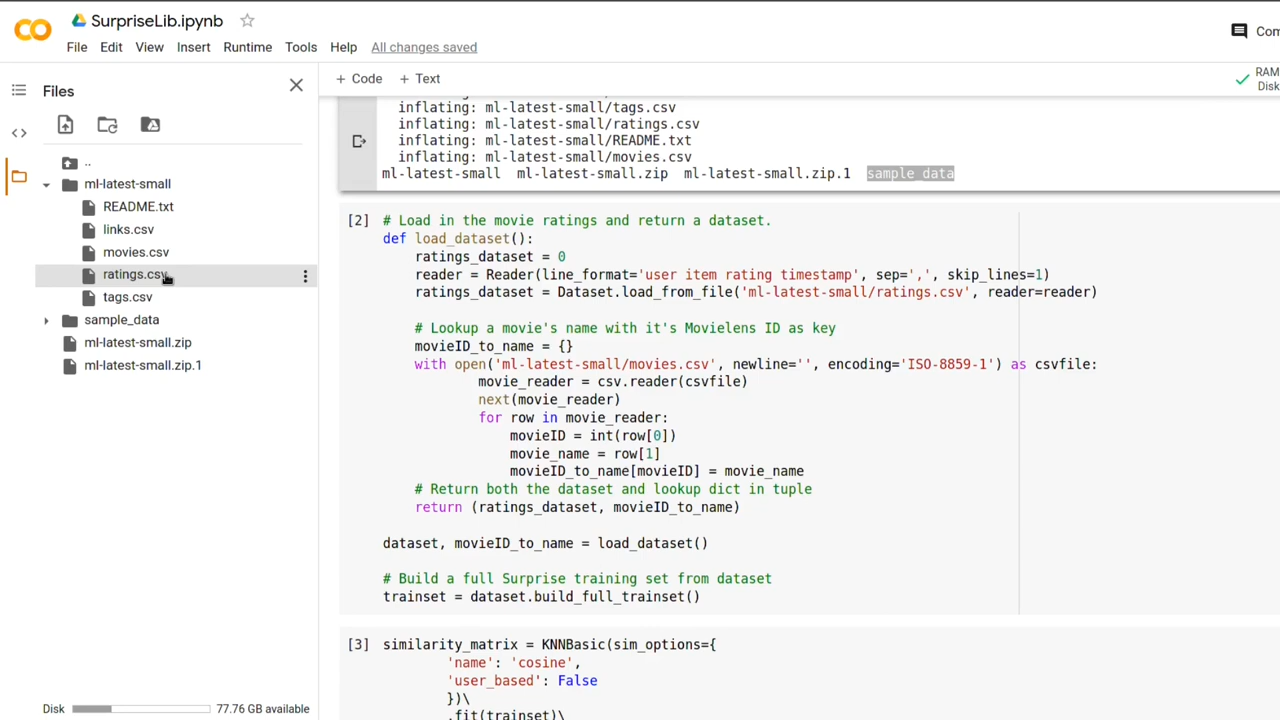 SurpriseLib.ipynb
File Edit View Insert Runtime Tools Help All changes saved
Files
..
ml-latest-small
README.txt
links.csv
movies.csv
ratings.csv
tags.csv
sample_data
ml-latest-small.zip
ml-latest-small.zip.1
Disk 77.76 GB available
+ Code + Text
RAM
Disk
inflating: ml-latest-small/tags.csv
inflating: ml-latest-small/ratings.csv
inflating: ml-latest-small/README.txt
inflating: ml-latest-small/movies.csv
ml-latest-small ml-latest-small.zip ml-latest-small.zip.1 sample_data
[2] # Load in the movie ratings and return a dataset.
def load_dataset():
ratings_dataset = 0
reader = Reader(line_format='user item rating timestamp', sep=',', skip_lines=1)
ratings_dataset = Dataset.load_from_file('ml-latest-small/ratings.csv', reader=reader)
# Lookup a movie's name with it's Movielens ID as key
movieID_to_name = {}
with open('ml-latest-small/movies.csv', newline='', encoding='ISO-8859-1') as csvfile:
movie_reader = csv.reader(csvfile)
next(movie_reader)
for row in movie_reader:
movieID = int(row[0])
movie_name = row[1]
movieID_to_name[movieID] = movie_name
# Return both the dataset and lookup dict in tuple
return (ratings_dataset, movieID_to_name)
dataset, movieID_to_name = load_dataset()
# Build a full Surprise training set from dataset
trainset = dataset.build_full_trainset()
[3] similarity_matrix = KNNBasic(sim_options={
'name': 'cosine',
'user_based': False
})\
.fit(trainset)\